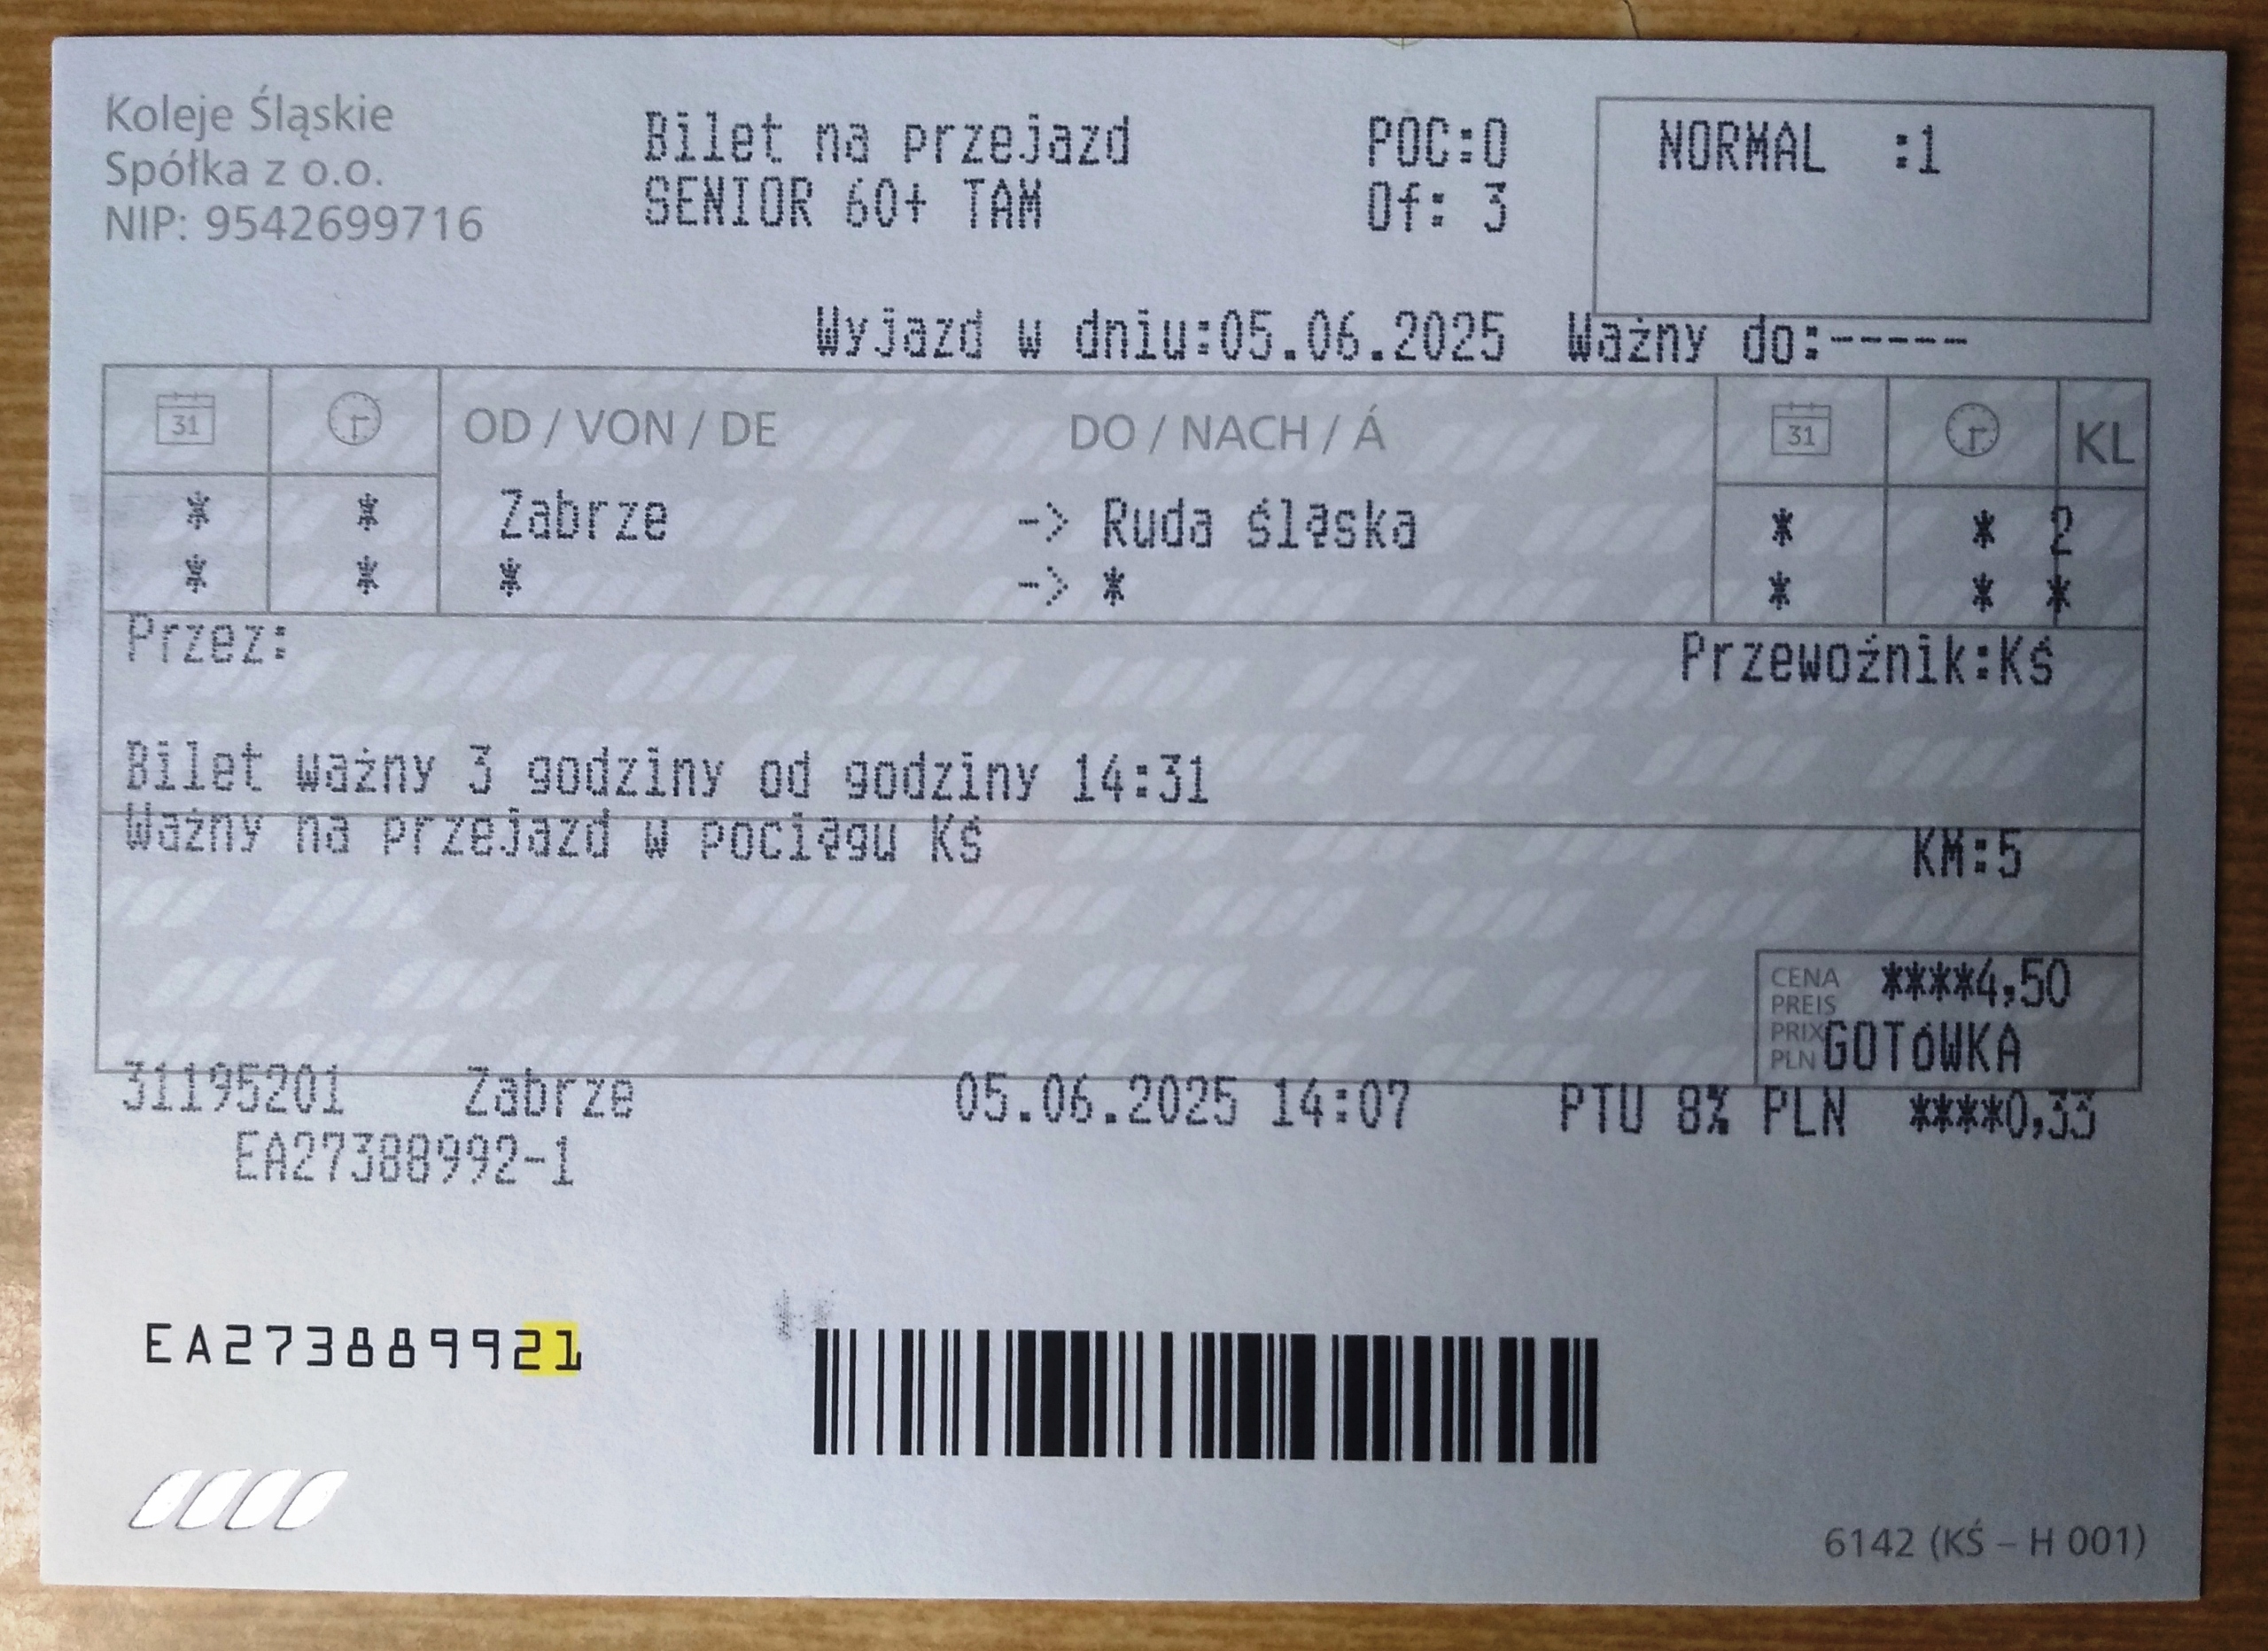 Koleje Śląskie
Spółka z o.o.
NIP: 9542699716
Bilet na przejazd POC:0
SENIOR 60+ TAM Of: 3
NORMAL :1
Wyjazd w dniu:05.06.2025 Ważny do:-----
31 OD / VON / DE DO / NACH / Á 31 KL
* * Zabrze -> Ruda śląska * * 2
* * * -> * * * *
Przez: Przewoźnik:Kś
Bilet ważny 3 godziny od godziny 14:31
Ważny na przejazd w pociągu Kś KM:5
CENA ****4,50
PREIS
PRIX GOTóWKA
PLN
31195201 Zabrze 05.06.2025 14:07 PTU 8% PLN ****0,33
EA27388992-1
EA273889921
6142 (KŚ – H 001)